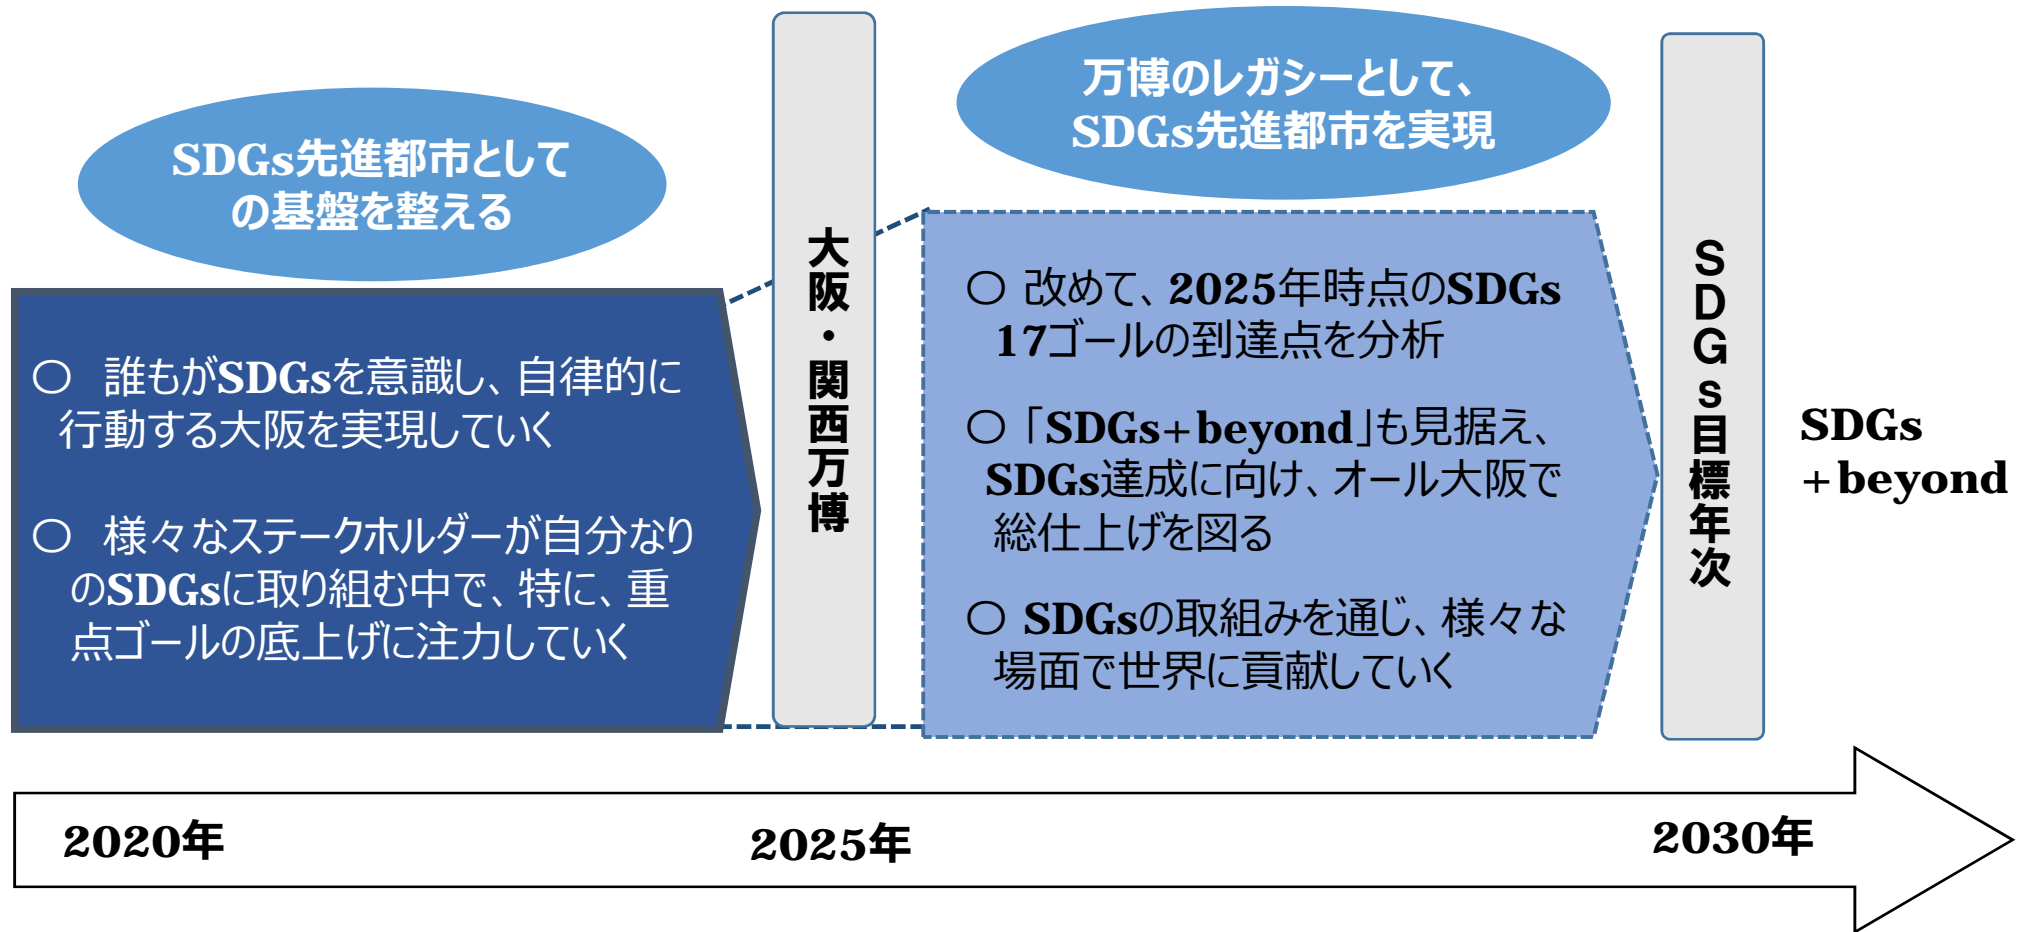 SDGs先進都市として
の基盤を整える
〇　誰もがSDGsを意識し、自律的に
行動する大阪を実現していく
〇　様々なステークホルダーが自分なり
のSDGsに取り組む中で、特に、重
点ゴールの底上げに注力していく
大阪・関西万博
万博のレガシーとして、
SDGs先進都市を実現
〇 改めて、2025年時点のSDGs
17ゴールの到達点を分析
〇「SDGs+beyond」も見据え、
SDGs達成に向け、オール大阪で
総仕上げを図る
〇 SDGsの取組みを通じ、様々な
場面で世界に貢献していく
SDGs目標年次
SDGs
+beyond
2020年
2025年
2030年